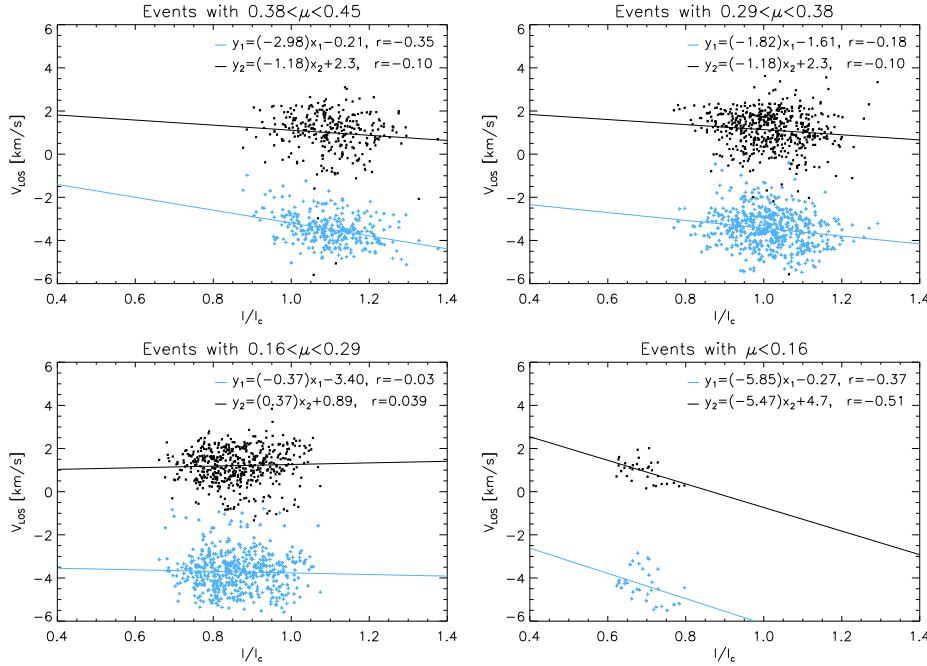 Events with 0.38<μ<0.45
y₁=(−2.98)x₁−0.21, r=−0.35
y₂=(−1.18)x₂+2.3, r=−0.10
6
4
2
0
−2
−4
−6
V_LOS [km/s]
0.4 0.6 0.8 1.0 1.2 1.4
I/I_c
Events with 0.29<μ<0.38
y₁=(−1.82)x₁−1.61, r=−0.18
y₂=(−1.18)x₂+2.3, r=−0.10
6
4
2
0
−2
−4
−6
V_LOS [km/s]
0.4 0.6 0.8 1.0 1.2 1.4
I/I_c
Events with 0.16<μ<0.29
y₁=(−0.37)x₁−3.40, r=−0.03
y₂=(0.37)x₂+0.89, r=0.039
6
4
2
0
−2
−4
−6
V_LOS [km/s]
0.4 0.6 0.8 1.0 1.2 1.4
I/I_c
Events with μ<0.16
y₁=(−5.85)x₁−0.27, r=−0.37
y₂=(−5.47)x₂+4.7, r=−0.51
6
4
2
0
−2
−4
−6
V_LOS [km/s]
0.4 0.6 0.8 1.0 1.2 1.4
I/I_c